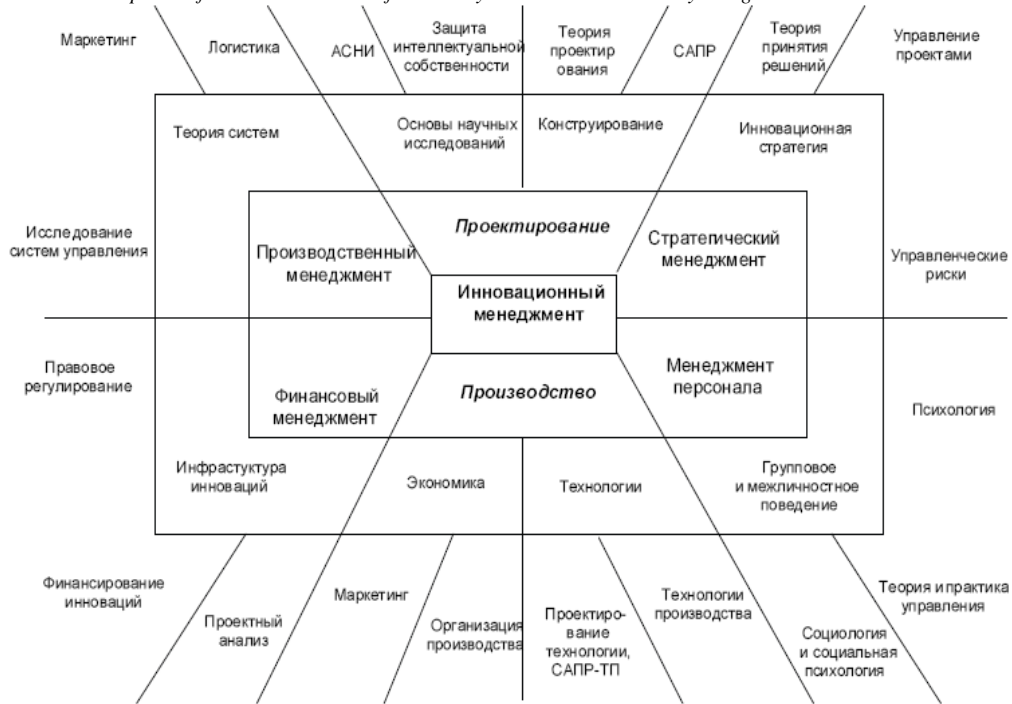 Маркетинг
Логистика
АСНИ
Защита
интеллектуальной
собственности
Теория
проектир
ования
САПР
Теория
принятия
решений
Управление
проектами
Теория систем
Основы научных
исследований
Конструирование
Инновационная
стратегия
Исследование
систем управления
Производственный
менеджмент
Проектирование
Стратегический
менеджмент
Управленческие
риски
Инновационный
менеджмент
Правовое
регулирование
Финансовый
менеджмент
Производство
Менеджмент
персонала
Психология
Инфрастуктура
инноваций
Экономика
Технологии
Групповое
и межличностное
поведение
Финансирование
инноваций
Проектный
анализ
Маркетинг
Организация
производства
Проектиро-
вание
технологии,
САПР-ТП
Технологии
производства
Социология
и социальная
психология
Теория и практика
управления